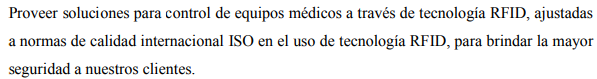 Proveer soluciones para control de equipos médicos a través de tecnología RFID, ajustadas
a normas de calidad internacional ISO en el uso de tecnología RFID, para brindar la mayor
seguridad a nuestros clientes.